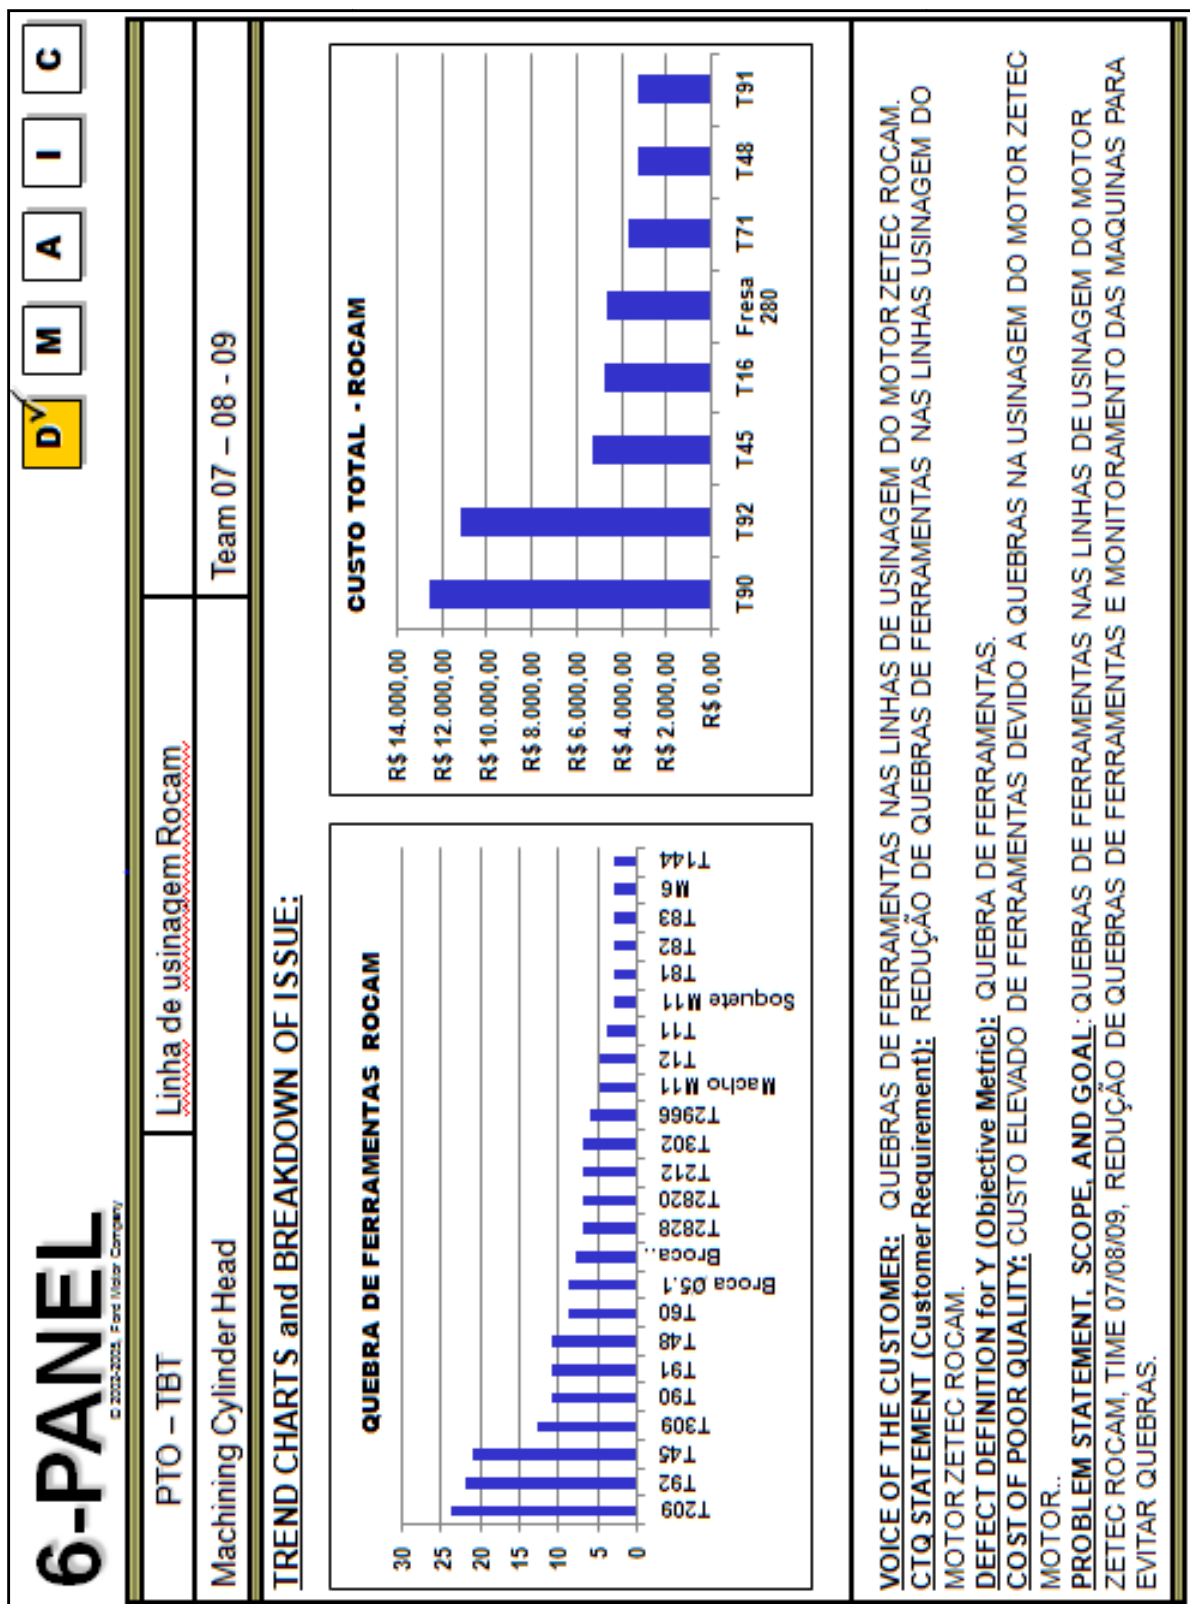 6-PANEL
© 2002-2005, Ford Motor Company
D M A I C
PTO – TBT
Linha de usinagem Rocam
Machining Cylinder Head
Team 07 – 08 - 09
TREND CHARTS and BREAKDOWN OF ISSUE:
QUEBRA DE FERRAMENTAS ROCAM
30
25
20
15
10
5
0
T209
T92
T45
T309
T90
T91
T48
T60
Broca Ø5.1
Broca..
T2828
T2820
T212
T302
T2966
Macho M11
T12
T11
Soquete M11
T81
T82
T83
M6
T144
CUSTO TOTAL - ROCAM
R$ 14.000,00
R$ 12.000,00
R$ 10.000,00
R$ 8.000,00
R$ 6.000,00
R$ 4.000,00
R$ 2.000,00
R$ 0,00
T90
T92
T45
T16
Fresa
280
T71
T48
T91
VOICE OF THE CUSTOMER: QUEBRAS DE FERRAMENTAS NAS LINHAS DE USINAGEM DO MOTOR ZETEC ROCAM.
CTQ STATEMENT (Customer Requirement): REDUÇÃO DE QUEBRAS DE FERRAMENTAS NAS LINHAS USINAGEM DO
MOTOR ZETEC ROCAM.
DEFECT DEFINITION for Y (Objective Metric): QUEBRA DE FERRAMENTAS.
COST OF POOR QUALITY: CUSTO ELEVADO DE FERRAMENTAS DEVIDO A QUEBRAS NA USINAGEM DO MOTOR ZETEC
MOTOR..
PROBLEM STATEMENT, SCOPE, AND GOAL: QUEBRAS DE FERRAMENTAS NAS LINHAS DE USINAGEM DO MOTOR
ZETEC ROCAM, TIME 07/08/09, REDUÇÃO DE QUEBRAS DE FERRAMENTAS E MONITORAMENTO DAS MAQUINAS PARA
EVITAR QUEBRAS.